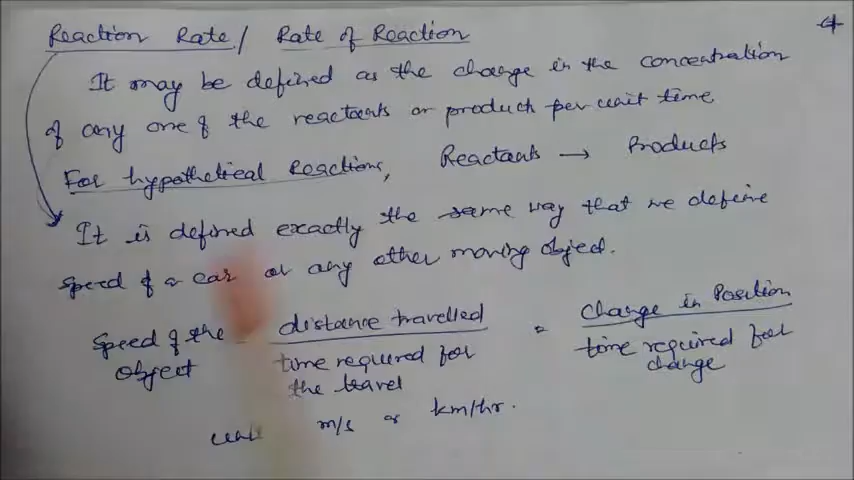 4
Reaction Rate / Rate of Reaction
It may be defined as the change in the concentration
of any one of the reactants or product per unit time
For hypothetical Reactions, Reactants → Products
It is defined exactly the same way that we define
speed of a car or any other moving object.
Speed of the object = distance travelled / time required for the travel = Change in Position / time required for change
unit m/s or km/hr.